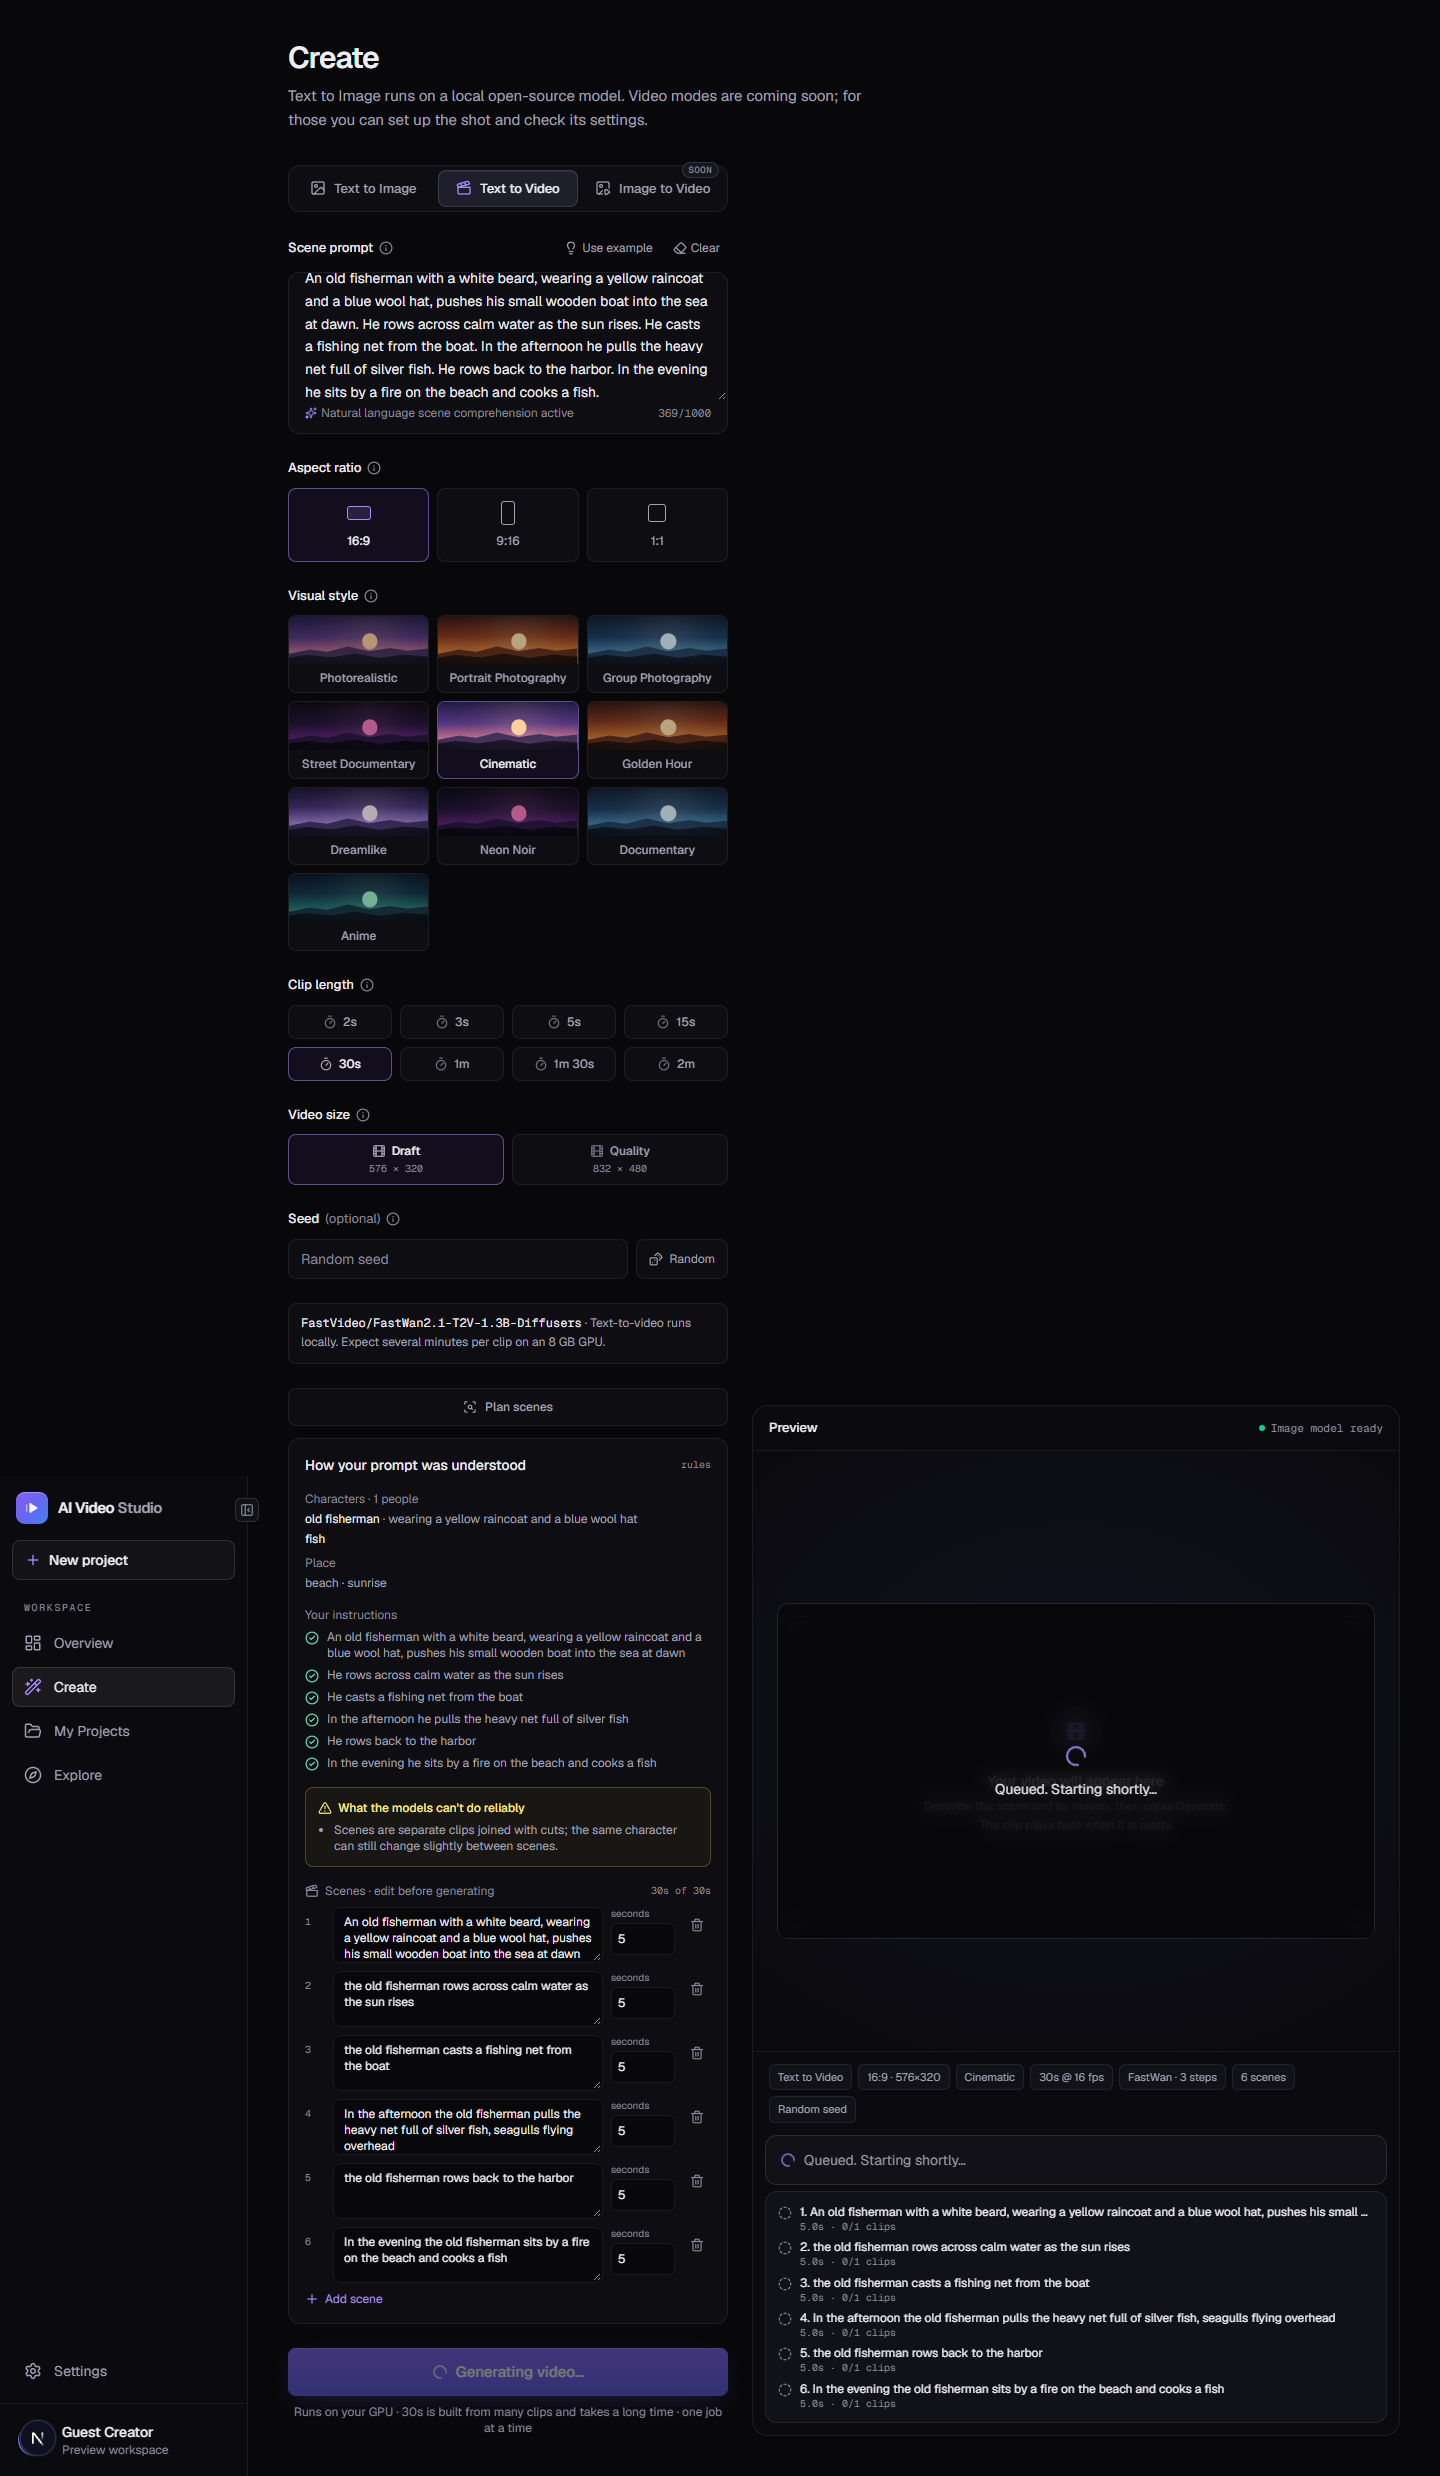 Create
Text to Image runs on a local open-source model. Video modes are coming soon; for
those you can set up the shot and check its settings.
SOON
Text to Image
Text to Video
Image to Video
Scene prompt
Use example
Clear
An old fisherman with a white beard, wearing a yellow raincoat
and a blue wool hat, pushes his small wooden boat into the sea
at dawn. He rows across calm water as the sun rises. He casts
a fishing net from the boat. In the afternoon he pulls the heavy
net full of silver fish. He rows back to the harbor. In the evening
he sits by a fire on the beach and cooks a fish.
Natural language scene comprehension active
369/1000
Aspect ratio
16:9
9:16
1:1
Visual style
Photorealistic
Portrait Photography
Group Photography
Street Documentary
Cinematic
Golden Hour
Dreamlike
Neon Noir
Documentary
Anime
Clip length
2s
3s
5s
15s
30s
1m
1m 30s
2m
Video size
Draft
576 × 320
Quality
832 × 480
Seed (optional)
Random seed
Random
FastVideo/FastWan2.1-T2V-1.3B-Diffusers · Text-to-video runs
locally. Expect several minutes per clip on an 8 GB GPU.
Plan scenes
How your prompt was understood
rules
Characters · 1 people
old fisherman · wearing a yellow raincoat and a blue wool hat
fish
Place
beach · sunrise
Your instructions
An old fisherman with a white beard, wearing a yellow raincoat and a
blue wool hat, pushes his small wooden boat into the sea at dawn
He rows across calm water as the sun rises
He casts a fishing net from the boat
In the afternoon he pulls the heavy net full of silver fish
He rows back to the harbor
In the evening he sits by a fire on the beach and cooks a fish
What the models can't do reliably
• Scenes are separate clips joined with cuts; the same character
can still change slightly between scenes.
Scenes · edit before generating
30s of 30s
1
An old fisherman with a white beard, wearing
a yellow raincoat and a blue wool hat, pushes
his small wooden boat into the sea at dawn
seconds
5
2
the old fisherman rows across calm water as
the sun rises
seconds
5
3
the old fisherman casts a fishing net from
the boat
seconds
5
4
In the afternoon the old fisherman pulls the
heavy net full of silver fish, seagulls flying
overhead
seconds
5
5
the old fisherman rows back to the harbor
seconds
5
6
In the evening the old fisherman sits by a fire
on the beach and cooks a fish
seconds
5
+ Add scene
Generating video...
Runs on your GPU · 30s is built from many clips and takes a long time · one job
at a time
AI Video Studio
+ New project
WORKSPACE
Overview
Create
My Projects
Explore
Settings
N
Guest Creator
Preview workspace
Preview
Image model ready
Your video will appear here
Queued. Starting shortly...
Describe the scene and its motion, then press Generate.
The clip plays here when it is ready.
Text to Video
16:9 · 576×320
Cinematic
30s @ 16 fps
FastWan · 3 steps
6 scenes
Random seed
Queued. Starting shortly...
1. An old fisherman with a white beard, wearing a yellow raincoat and a blue wool hat, pushes his small ...
5.0s · 0/1 clips
2. the old fisherman rows across calm water as the sun rises
5.0s · 0/1 clips
3. the old fisherman casts a fishing net from the boat
5.0s · 0/1 clips
4. In the afternoon the old fisherman pulls the heavy net full of silver fish, seagulls flying overhead
5.0s · 0/1 clips
5. the old fisherman rows back to the harbor
5.0s · 0/1 clips
6. In the evening the old fisherman sits by a fire on the beach and cooks a fish
5.0s · 0/1 clips